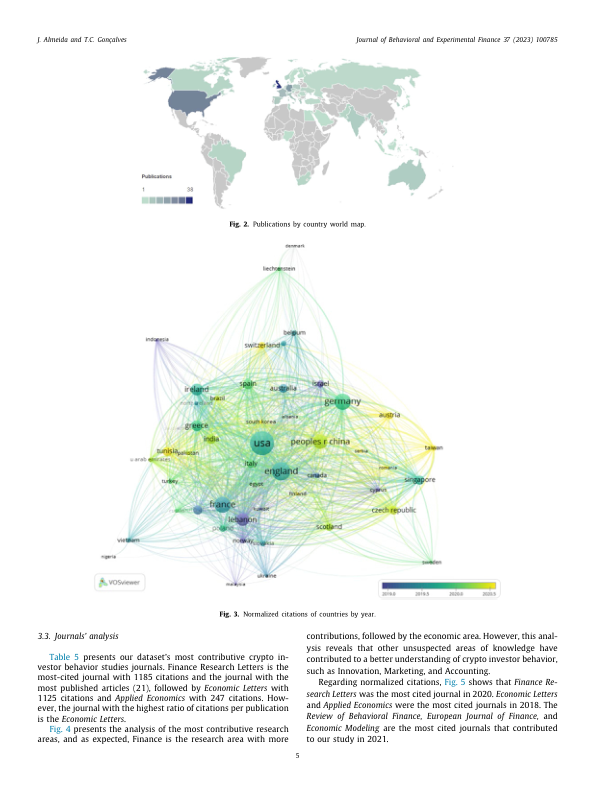 J. Almeida and T.C. Gonçalves
Journal of Behavioral and Experimental Finance 37 (2023) 100785
Publications
1 38
Fig. 2. Publications by country world map.
denmark
liechtenstein
indonesia
belgium
switzerland
ireland
spain
australia
israel
brazil
germany
austria
greece
south korea
india
usa
peoples r china
tunisia
pakistan
taiwan
u arab emirates
italy
england
turkey
egypt
canada
singapore
cyprus
france
lebanon
czech republic
poland
scotland
vietnam
norway
nigeria
sweden
ukraine
malaysia
VOSviewer
2019.0 2019.5 2020.0 2020.5
Fig. 3. Normalized citations of countries by year.
3.3. Journals' analysis
Table 5 presents our dataset's most contributive crypto in-
vestor behavior studies journals. Finance Research Letters is the
most-cited journal with 1185 citations and the journal with the
most published articles (21), followed by Economic Letters with
1125 citations and Applied Economics with 247 citations. How-
ever, the journal with the highest ratio of citations per publication
is the Economic Letters.
Fig. 4 presents the analysis of the most contributive research
areas, and as expected, Finance is the research area with more
contributions, followed by the economic area. However, this anal-
ysis reveals that other unsuspected areas of knowledge have
contributed to a better understanding of crypto investor behavior,
such as Innovation, Marketing, and Accounting.
Regarding normalized citations, Fig. 5 shows that Finance Re-
search Letters was the most cited journal in 2020. Economic Letters
and Applied Economics were the most cited journals in 2018. The
Review of Behavioral Finance, European Journal of Finance, and
Economic Modeling are the most cited journals that contributed
to our study in 2021.
5